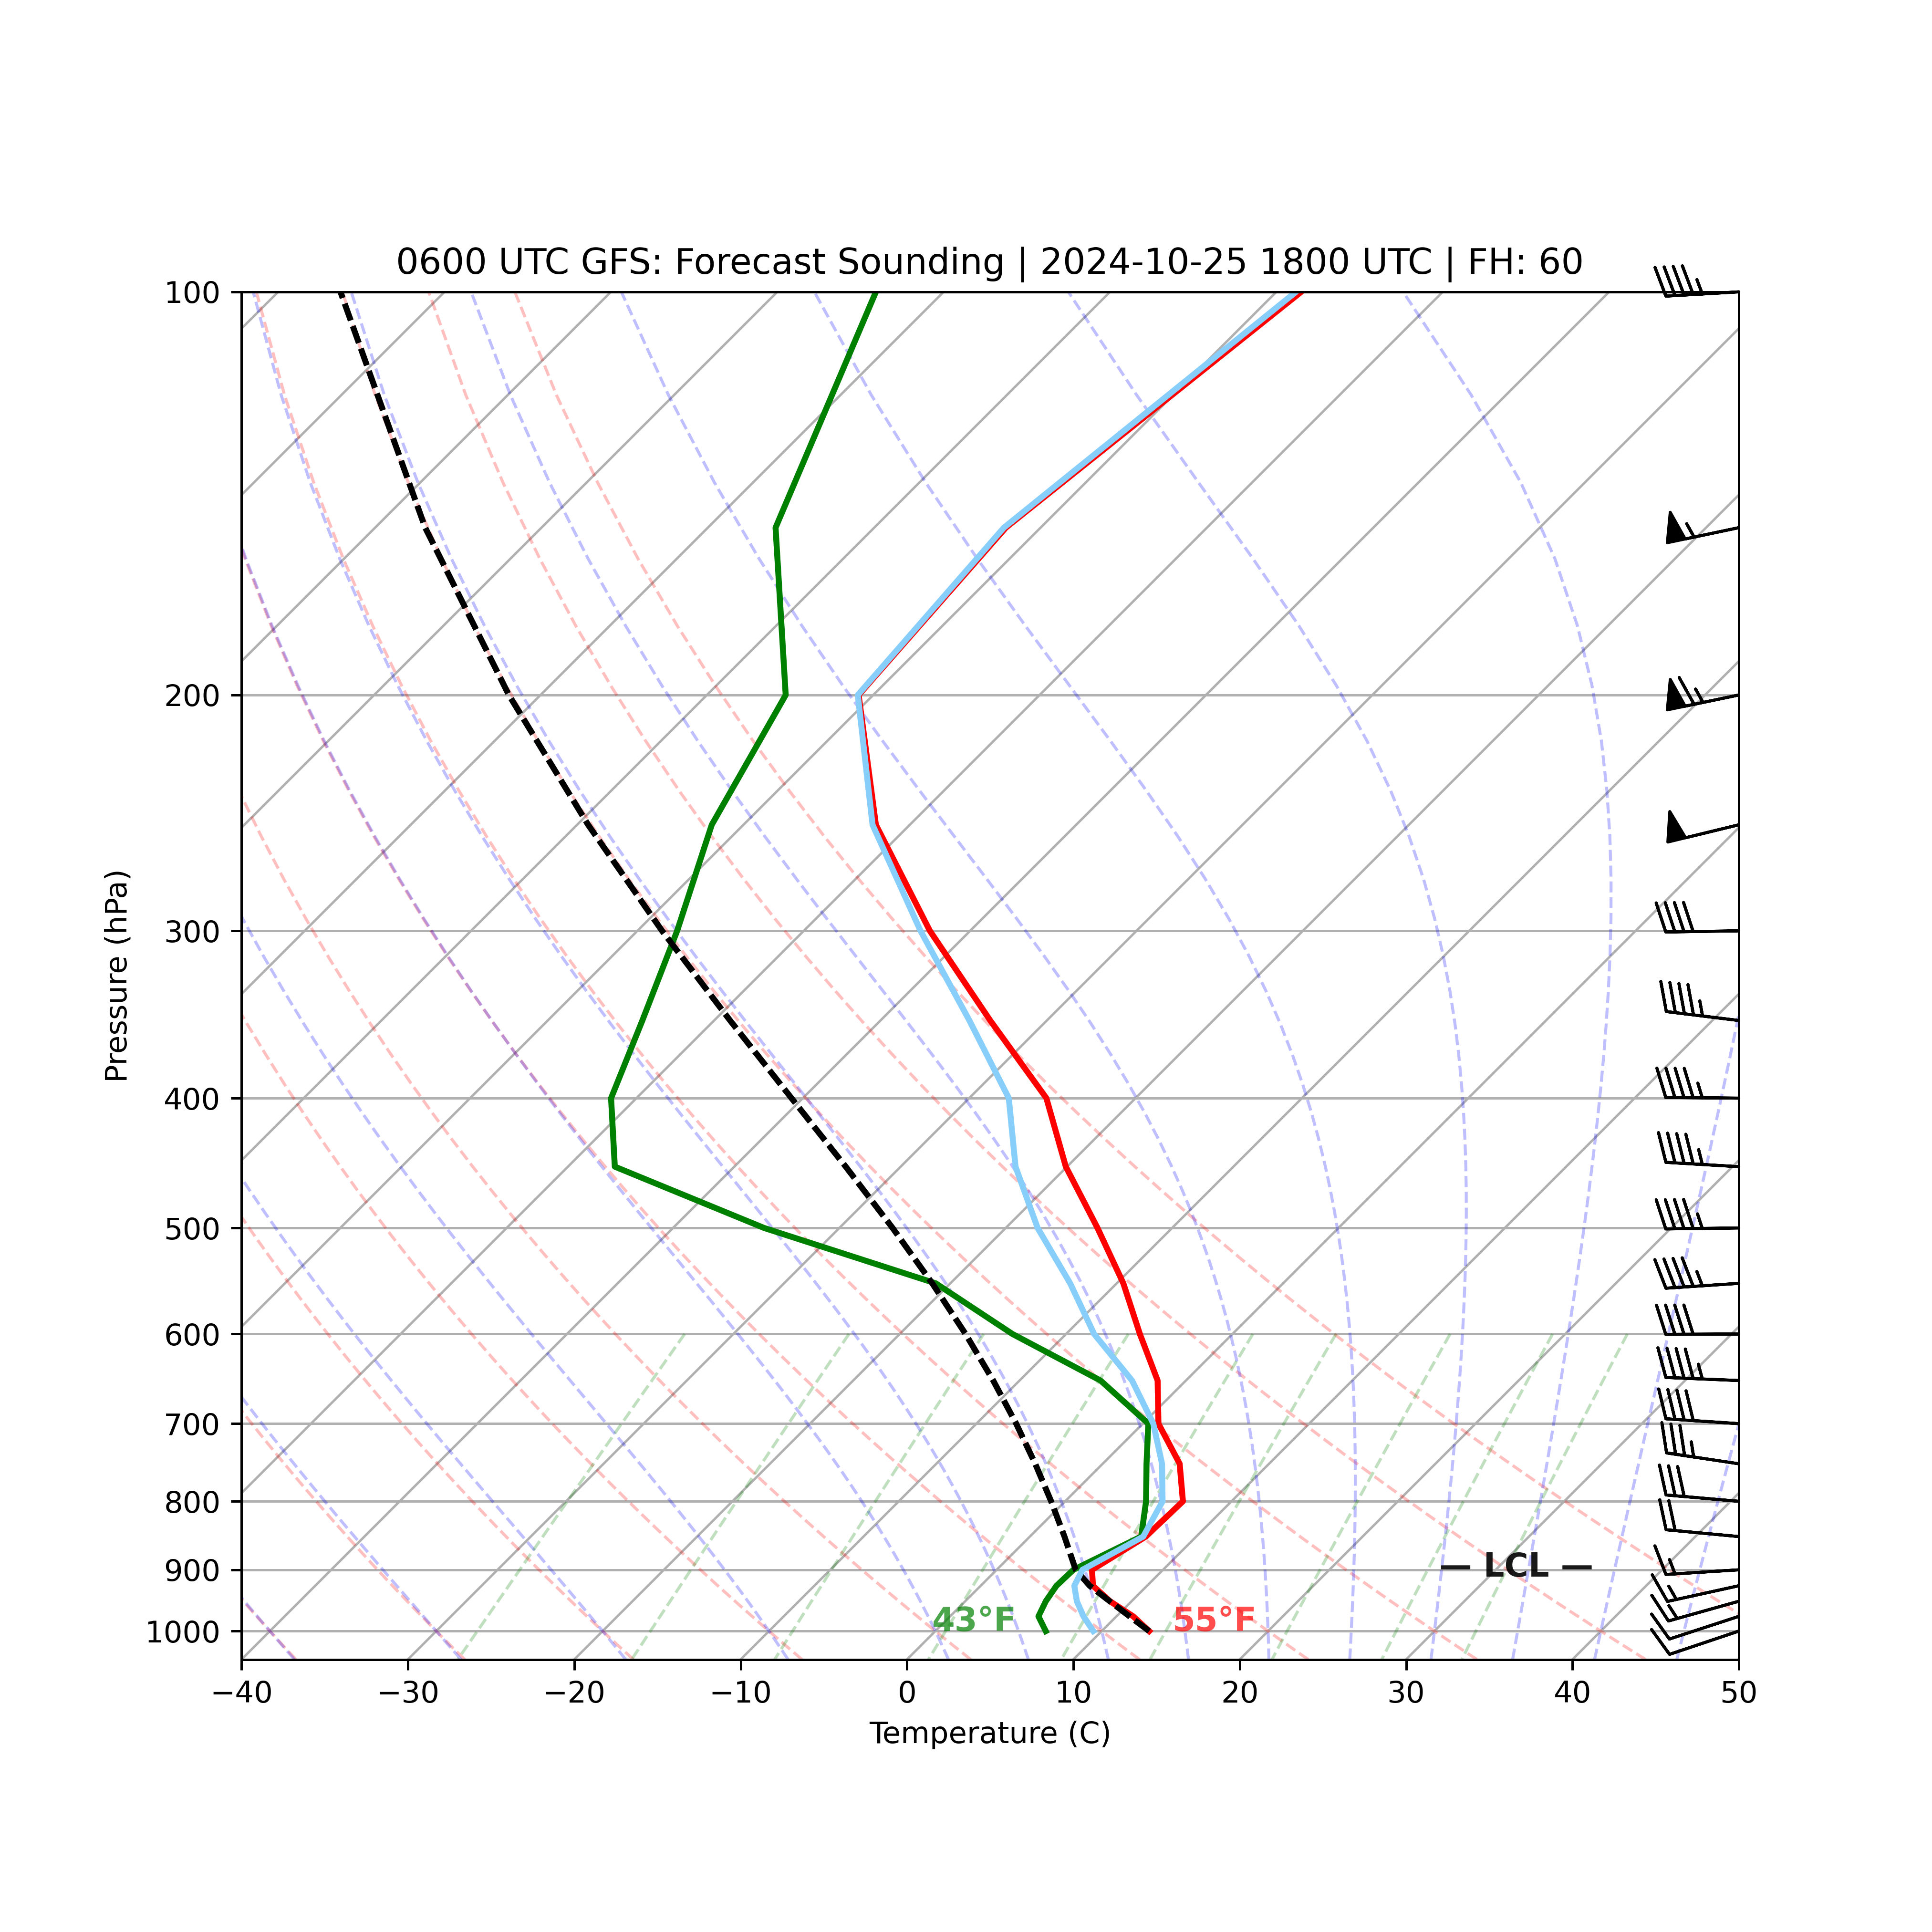 0600 UTC GFS: Forecast Sounding | 2024-10-25 1800 UTC | FH: 60
100
200
300
400
500
600
700
800
900
1000
Pressure (hPa)
— LCL —
43°F
55°F
−40 −30 −20 −10 0 10 20 30 40 50
Temperature (C)